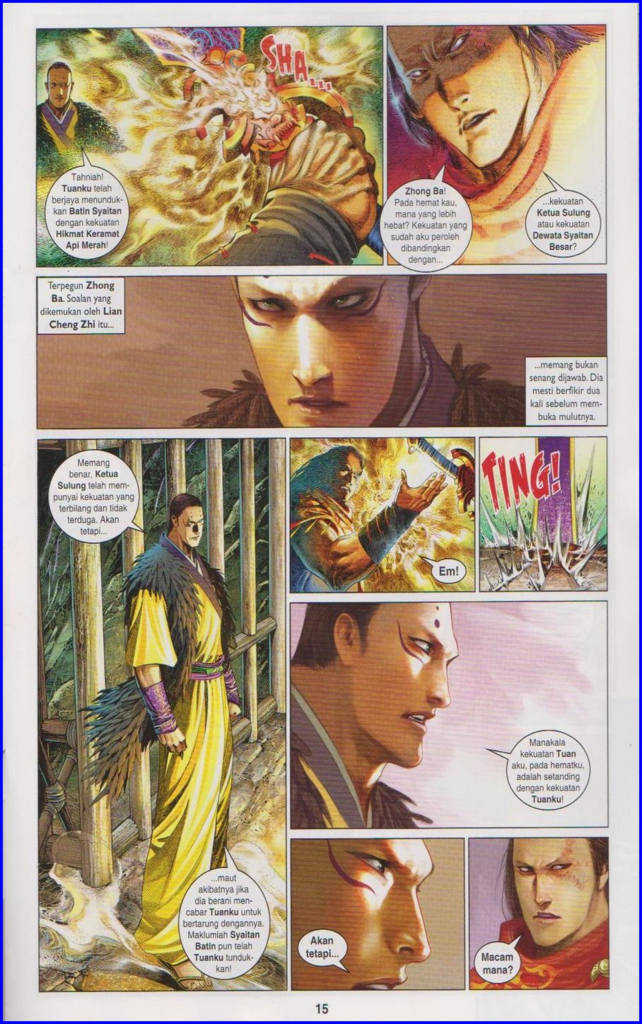 SHA...
Tahniah!
Tuanku telah
berjaya menunduk-
kan Batin Syaitan
dengan kekuatan
Hikmat Keramat
Api Merah!
Zhong Ba!
Pada hemat kau,
mana yang lebih
hebat? Kekuatan yang
sudah aku peroleh
dibandingkan
dengan...
...kekuatan
Ketua Sulung
atau kekuatan
Dewata Syaitan
Besar?
Terpegun Zhong
Ba. Soalan yang
dikemukan oleh Lian
Cheng Zhi itu...
...memang bukan
senang dijawab. Dia
mesti berfikir dua
kali sebelum mem-
buka mulutnya.
Memang
benar, Ketua
Sulung telah mem-
punyai kekuatan yang
terbilang dan tidak
terduga. Akan
tetapi...
...maut
akibatnya jika
dia berani men-
cabar Tuanku untuk
bertarung dengannya.
Maklumlah Syaitan
Batin pun telah
Tuanku tunduk-
kan!
Em!
TING!
Manakala
kekuatan Tuan
aku, pada hematku,
adalah setanding
dengan kekuatan
Tuanku!
Akan
tetapi...
Macam
mana?
15